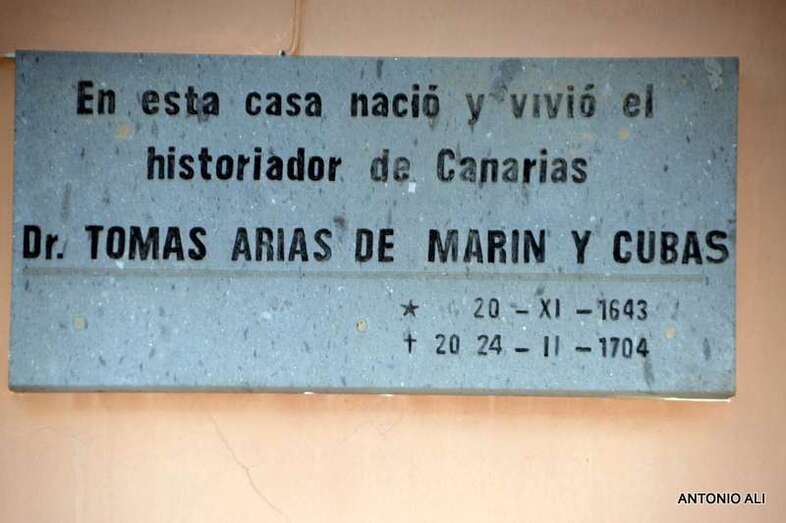 En esta casa nació y vivió el
historiador de Canarias
Dr. TOMAS ARIAS DE MARIN Y CUBAS
* 20 - XI - 1643
† 20 24 - II - 1704
ANTONIO ALI